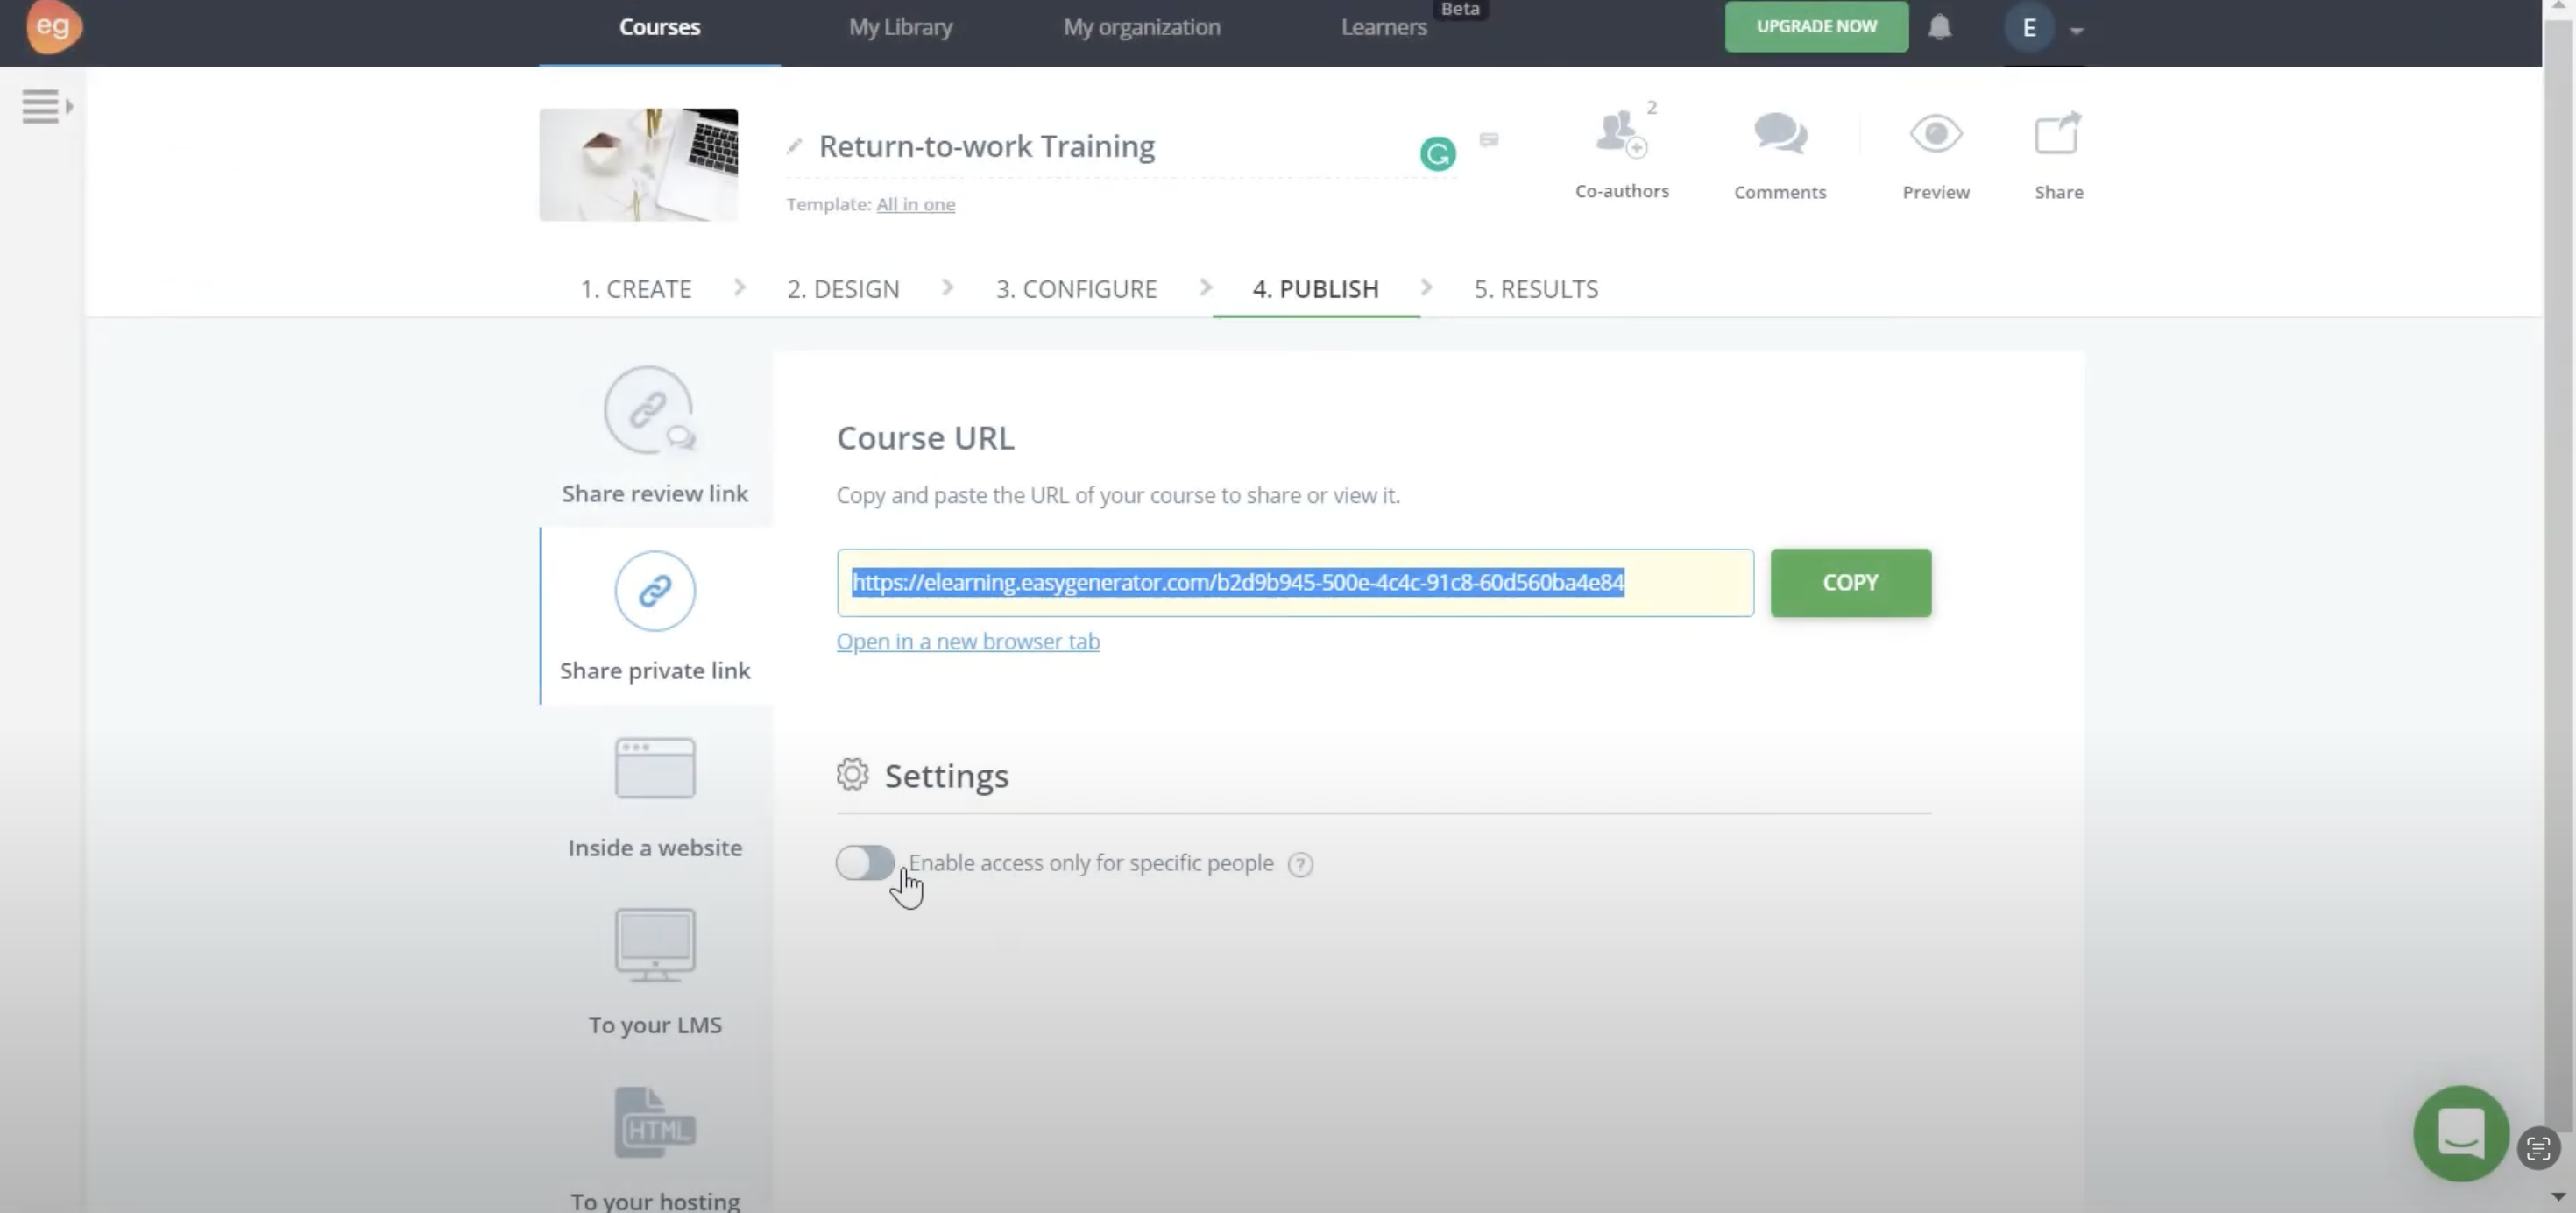 eg
Courses
My Library
My organization
Learners
Beta
UPGRADE NOW
E
Return-to-work Training
Template: All in one
2
Co-authors
Comments
Preview
Share
1. CREATE
2. DESIGN
3. CONFIGURE
4. PUBLISH
5. RESULTS
Share review link
Share private link
Inside a website
To your LMS
HTML
To your hosting
Course URL
Copy and paste the URL of your course to share or view it.
https://elearning.easygenerator.com/b2d9b945-500e-4c4c-91c8-60d560ba4e84
COPY
Open in a new browser tab
Settings
Enable access only for specific people ?